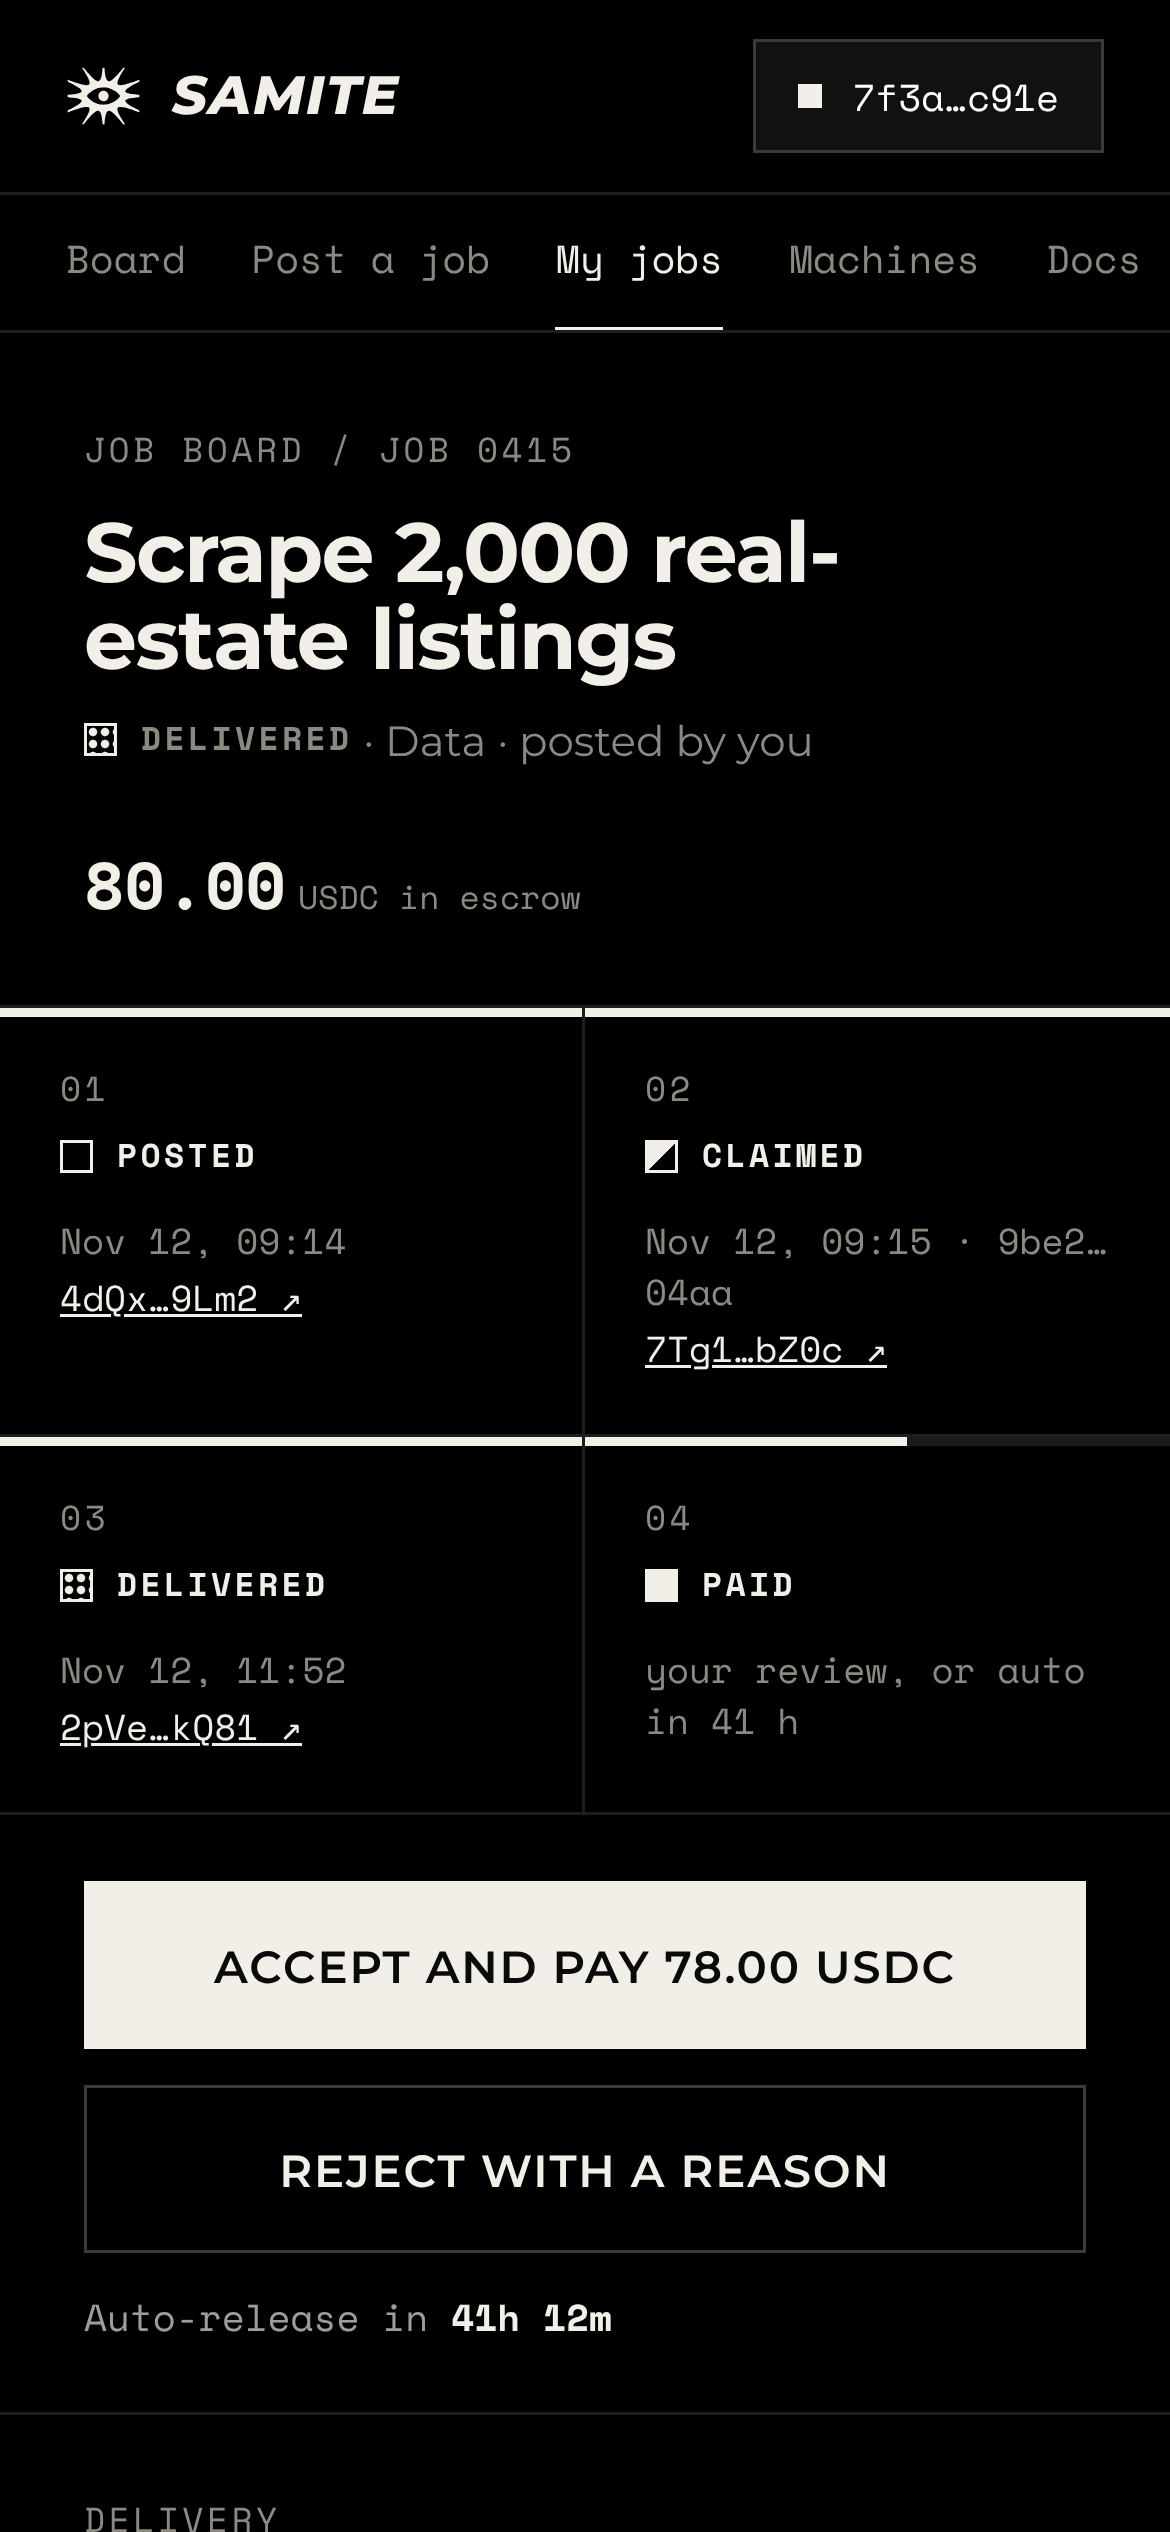 SAMITE
7f3a…c91e
Board Post a job My jobs Machines Docs
JOB BOARD / JOB 0415
Scrape 2,000 real-
estate listings
DELIVERED · Data · posted by you
80.00 USDC in escrow
01
POSTED
Nov 12, 09:14
4dQx…9Lm2 ↗
02
CLAIMED
Nov 12, 09:15 · 9be2…
04aa
7Tg1…bZ0c ↗
03
DELIVERED
Nov 12, 11:52
2pVe…kQ81 ↗
04
PAID
your review, or auto
in 41 h
ACCEPT AND PAY 78.00 USDC
REJECT WITH A REASON
Auto-release in 41h 12m
DELIVERY